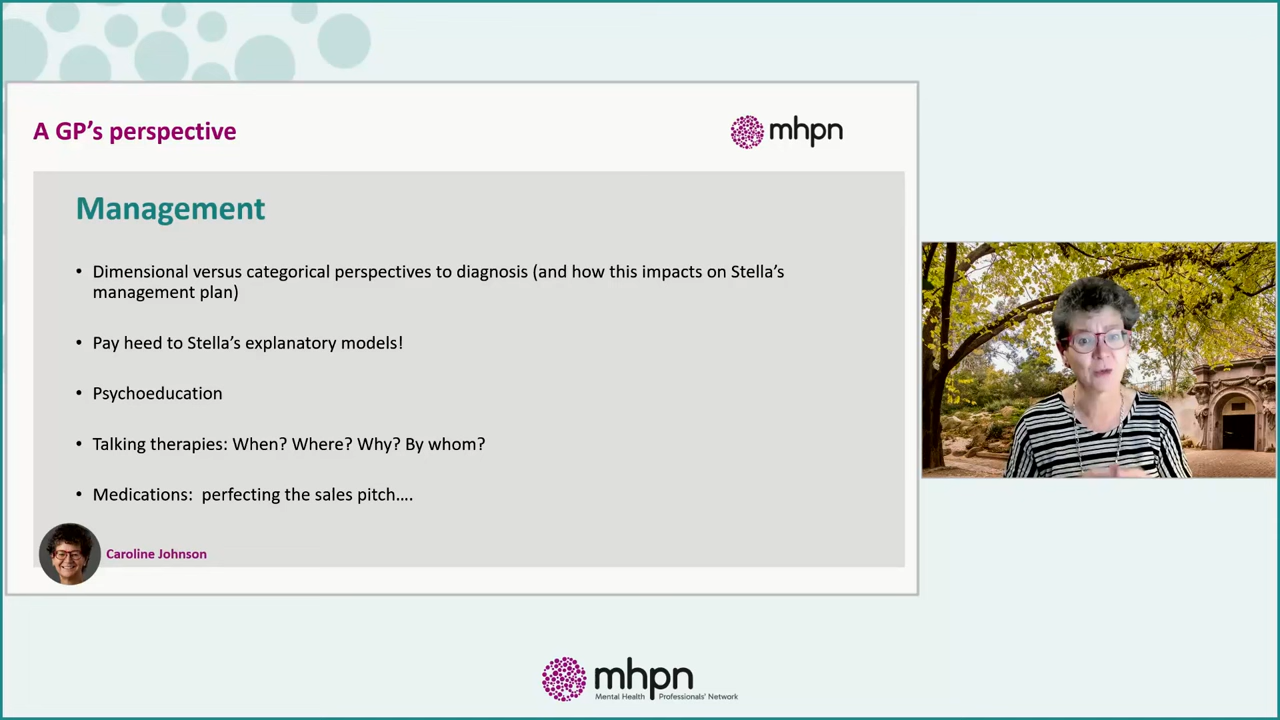 A GP's perspective
mhpn
Management
• Dimensional versus categorical perspectives to diagnosis (and how this impacts on Stella's
management plan)
• Pay heed to Stella's explanatory models!
• Psychoeducation
• Talking therapies: When? Where? Why? By whom?
• Medications:  perfecting the sales pitch....
Caroline Johnson
mhpn
Mental Health Professionals' Network